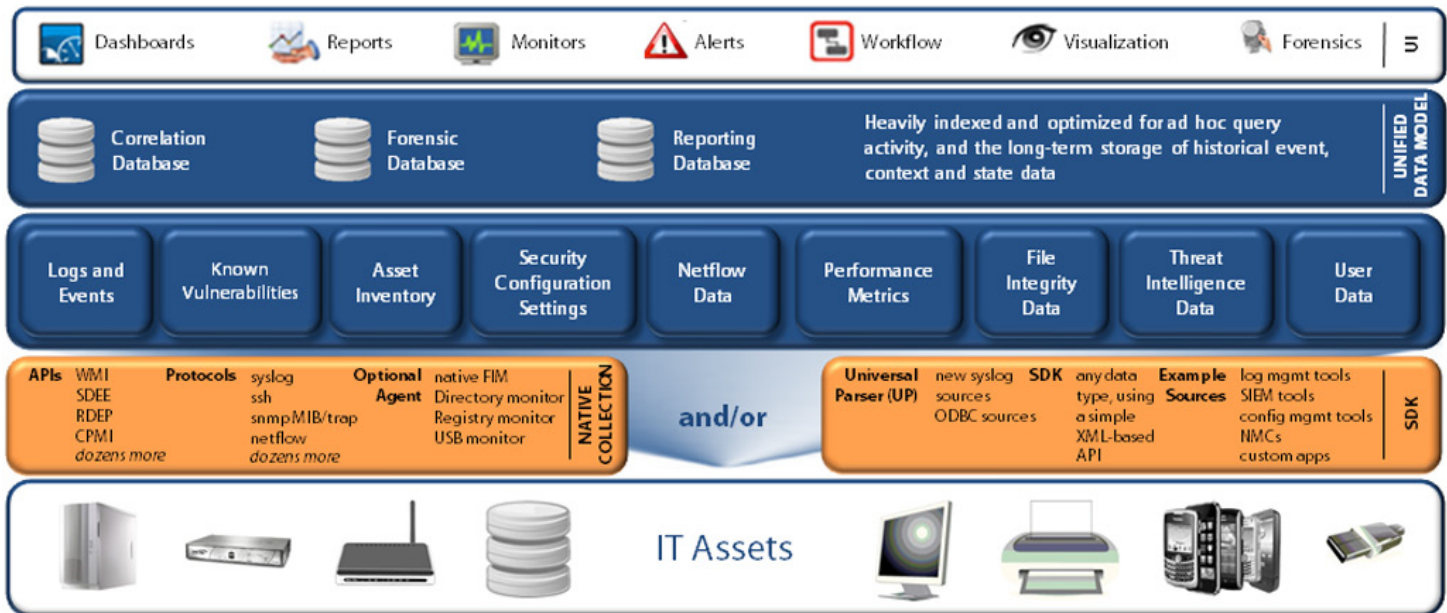 Dashboards
Reports
Monitors
Alerts
Workflow
Visualization
Forensics
UI
Correlation
Database
Forensic
Database
Reporting
Database
Heavily indexed and optimized for ad hoc query
activity, and the long-term storage of historical event,
context and state data
UNIFIED
DATA MODEL
Logs and
Events
Known
Vulnerabilities
Asset
Inventory
Security
Configuration
Settings
Netflow
Data
Performance
Metrics
File
Integrity
Data
Threat
Intelligence
Data
User
Data
APIs
WMI
SDEE
RDEP
CPMI
dozens more
Protocols
syslog
ssh
snmpMIB/trap
netflow
dozens more
Optional
Agent
native FIM
Directory monitor
Registry monitor
USB monitor
NATIVE
COLLECTION
and/or
Universal
Parser (UP)
new syslog
sources
ODBC sources
SDK
any data
type, using
a simple
XML-based
API
Example
Sources
log mgmt tools
SIEM tools
config mgmt tools
NMCs
custom apps
SDK
IT Assets